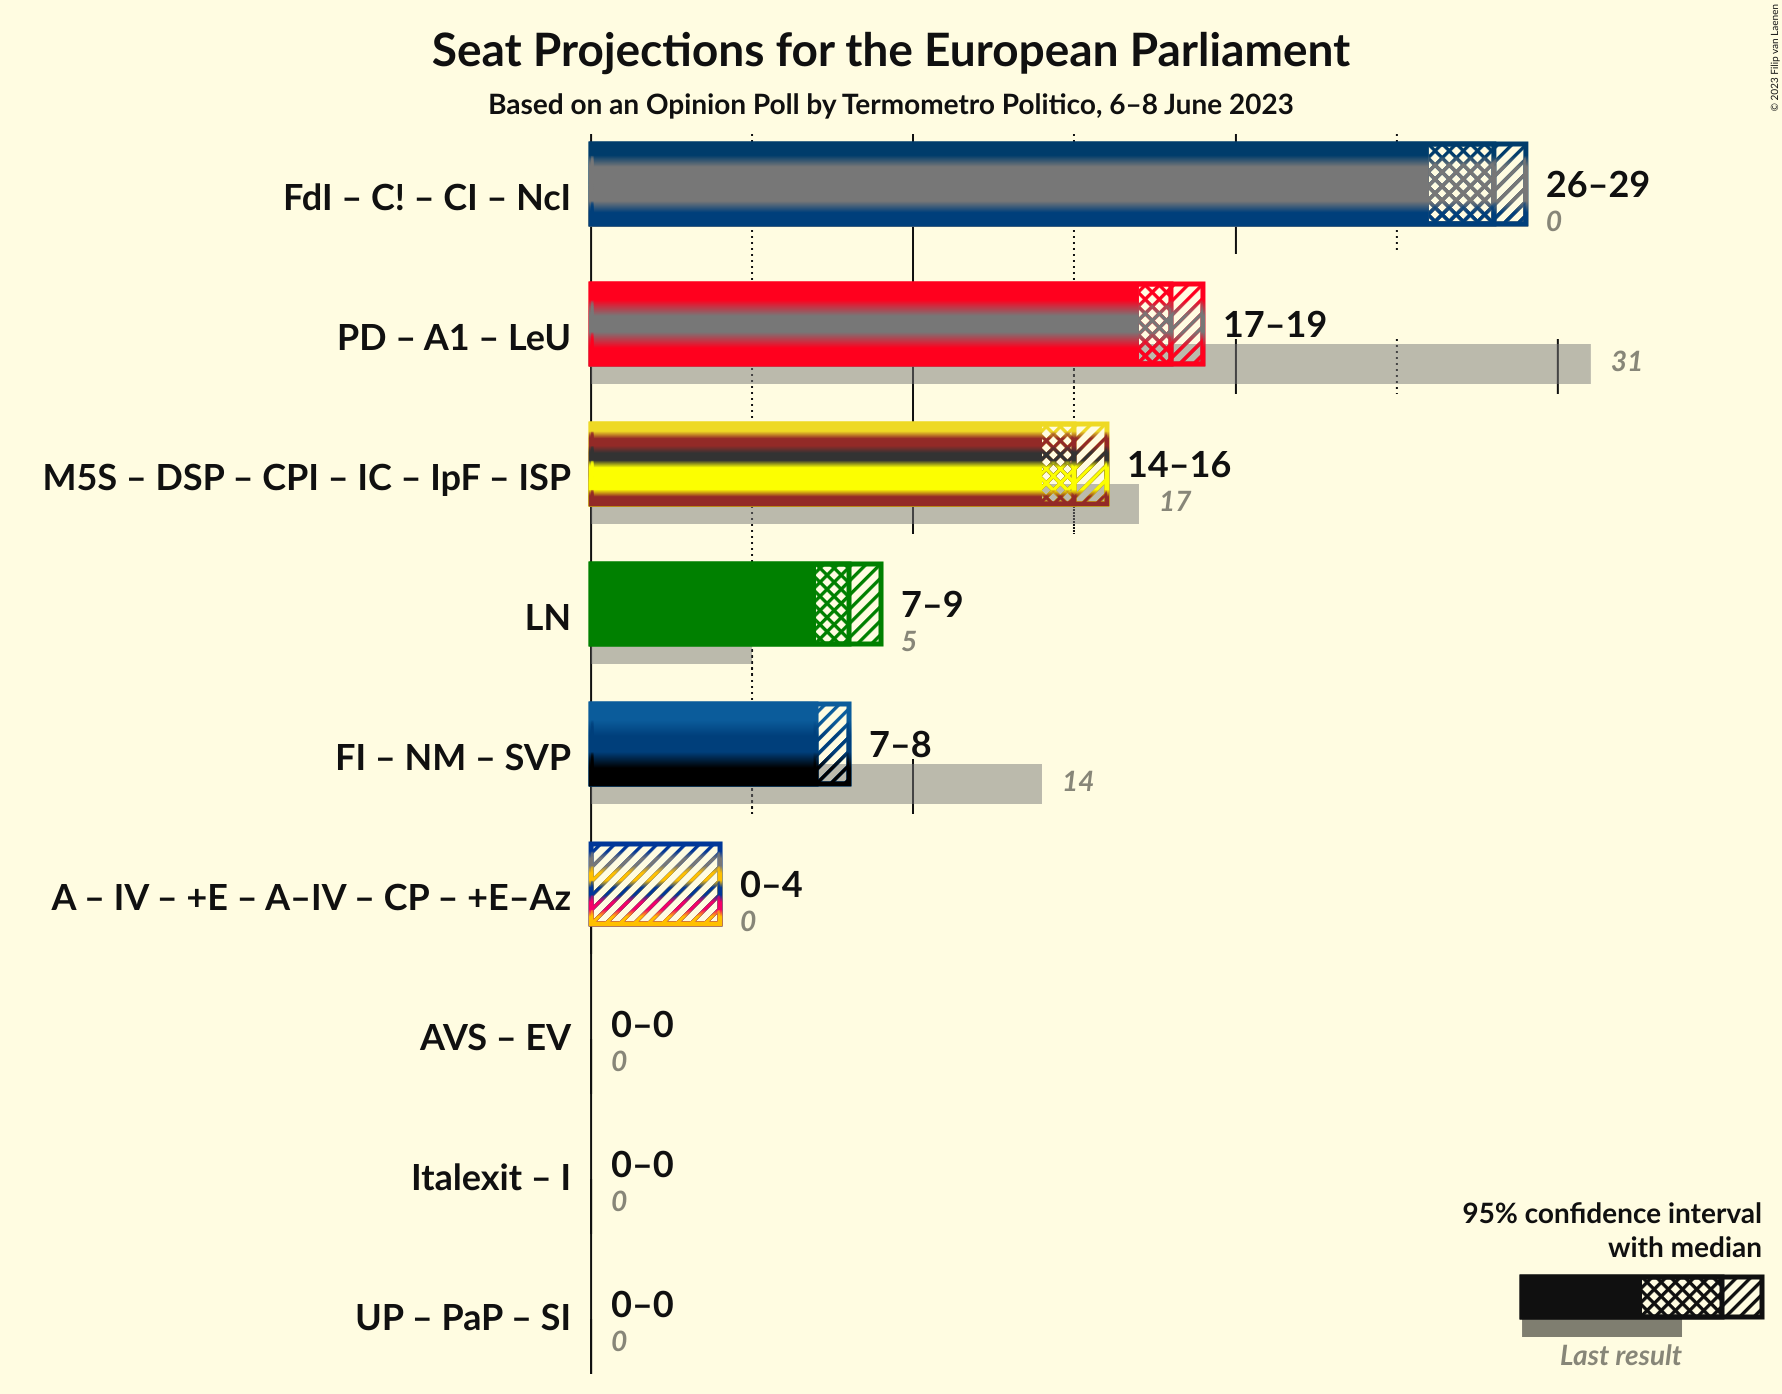 Seat Projections for the European Parliament
Based on an Opinion Poll by Termometro Politico, 6–8 June 2023
© 2023 Filip van Laenen
FdI – C! – CI – NcI
26–29
0
PD – A1 – LeU
17–19
31
M5S – DSP – CPI – IC – IpF – ISP
14–16
17
LN
7–9
5
FI – NM – SVP
7–8
14
A – IV – +E – A–IV – CP – +E–Az
0–4
0
AVS – EV
0–0
0
Italexit – I
0–0
0
UP – PaP – SI
0–0
0
95% confidence interval
with median
Last result